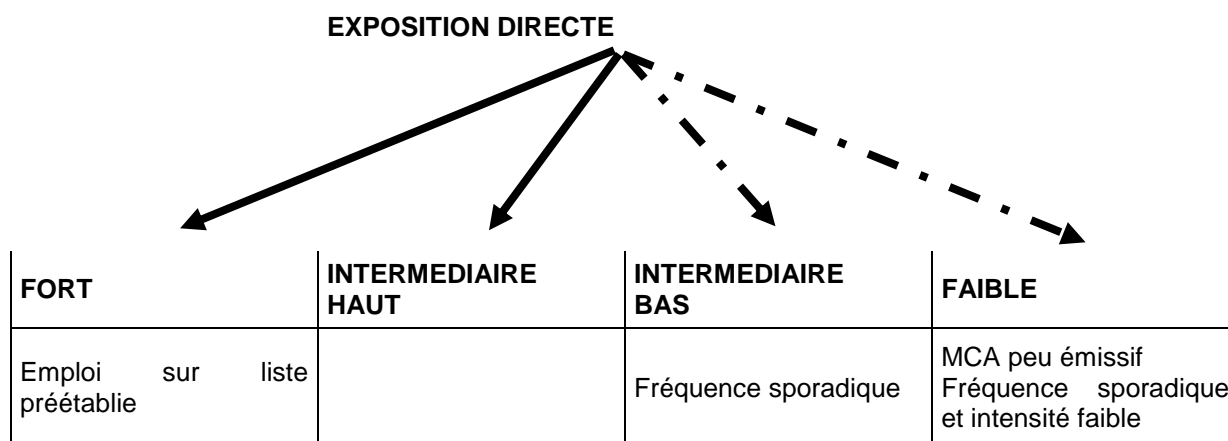 EXPOSITION DIRECTE
FORT
INTERMEDIAIRE
HAUT
INTERMEDIAIRE
BAS
FAIBLE
Emploi sur liste
préétablie
Fréquence sporadique
MCA peu émissif
Fréquence sporadique
et intensité faible